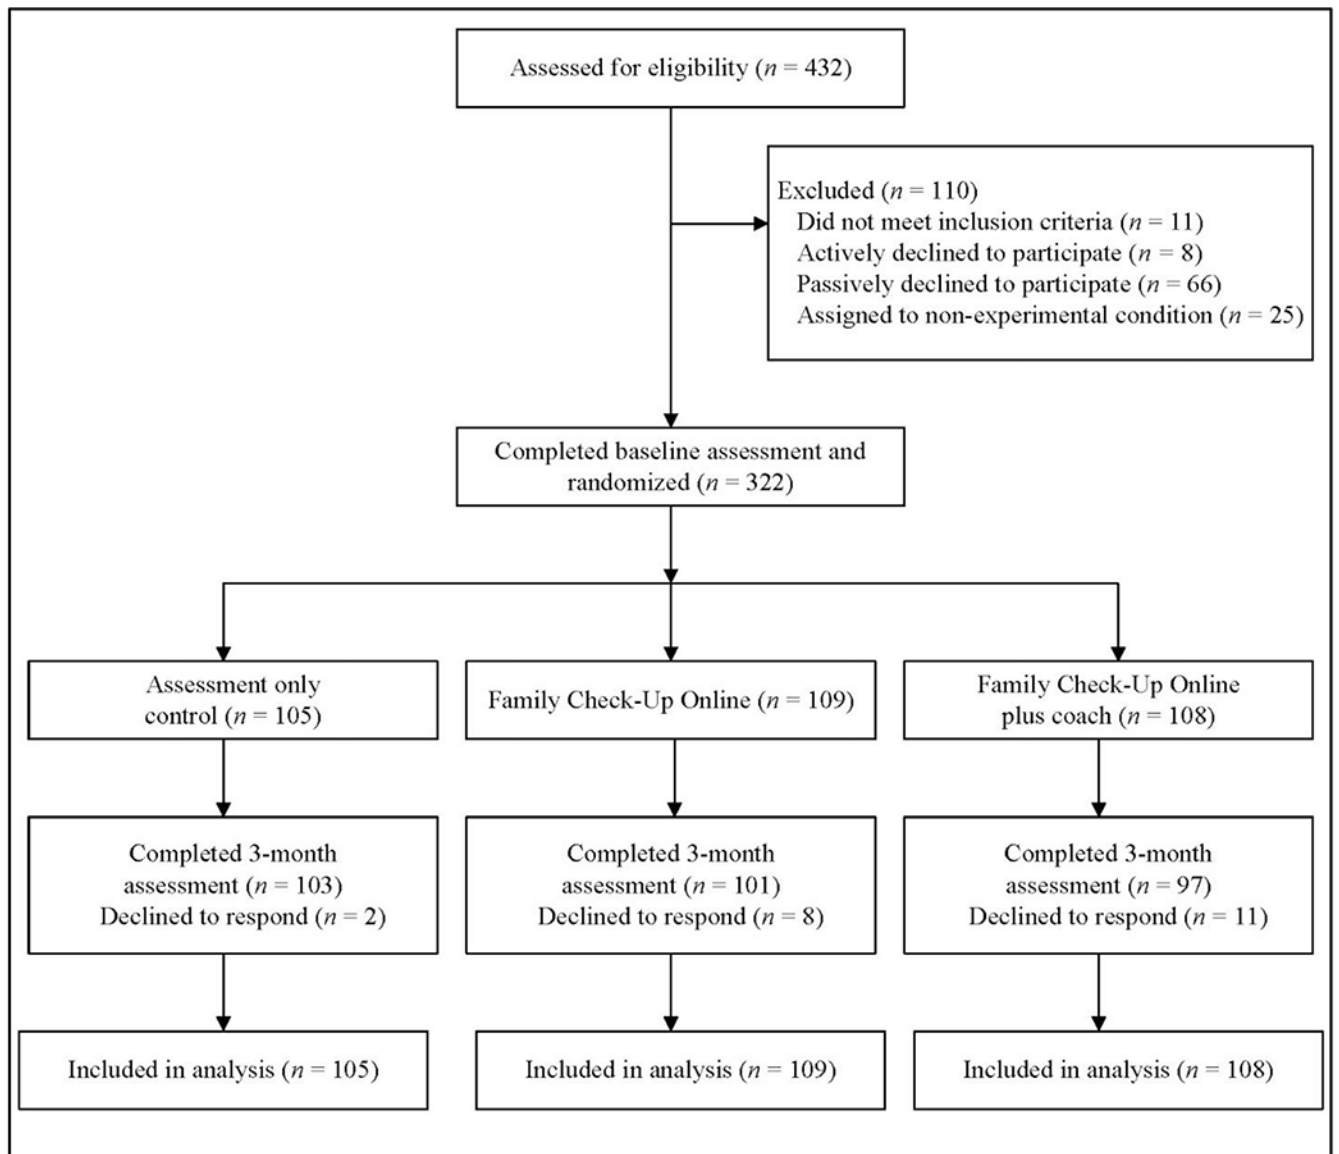 Assessed for eligibility (n = 432)
Excluded (n = 110)
Did not meet inclusion criteria (n = 11)
Actively declined to participate (n = 8)
Passively declined to participate (n = 66)
Assigned to non-experimental condition (n = 25)
Completed baseline assessment and
randomized (n = 322)
Assessment only
control (n = 105)
Family Check-Up Online (n = 109)
Family Check-Up Online
plus coach (n = 108)
Completed 3-month
assessment (n = 103)
Declined to respond (n = 2)
Completed 3-month
assessment (n = 101)
Declined to respond (n = 8)
Completed 3-month
assessment (n = 97)
Declined to respond (n = 11)
Included in analysis (n = 105)
Included in analysis (n = 109)
Included in analysis (n = 108)